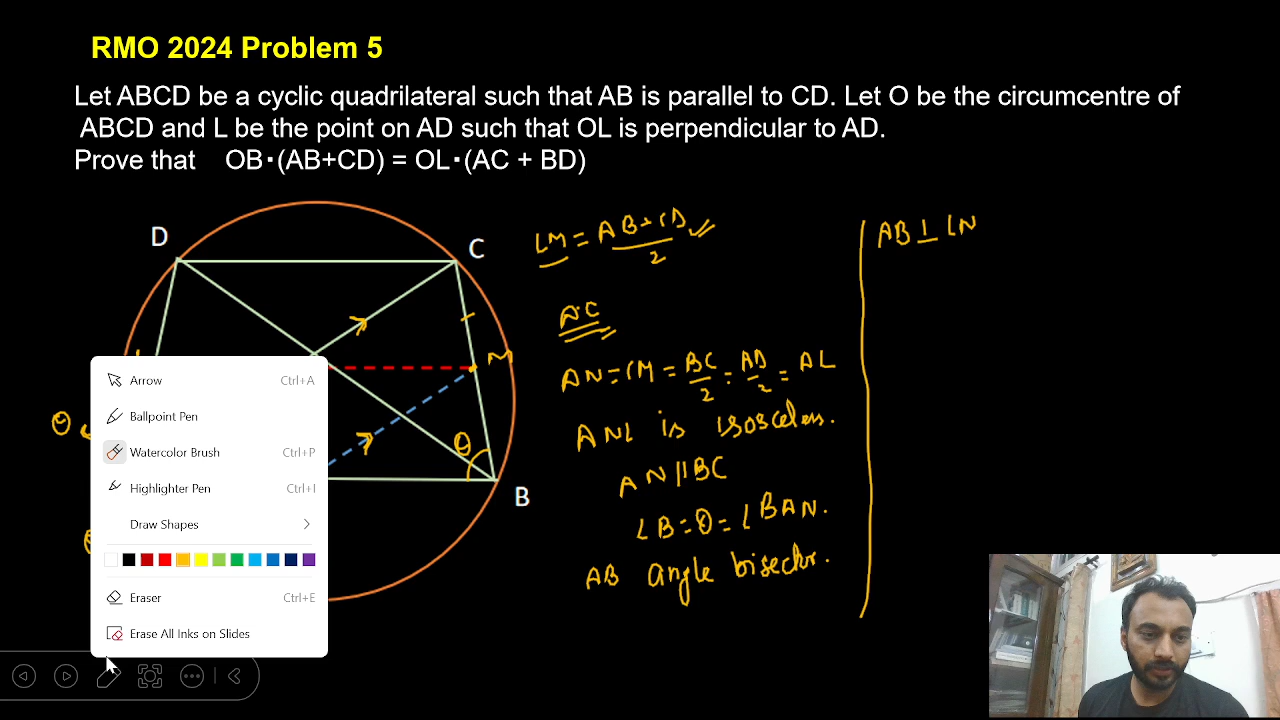 RMO 2024 Problem 5
Let ABCD be a cyclic quadrilateral such that AB is parallel to CD. Let O be the circumcentre of
ABCD and L be the point on AD such that OL is perpendicular to AD.
Prove that OB·(AB+CD) = OL·(AC + BD)
D
C
M
θ
θ
B
LM = AB+CD/2
AC
AN = CM = BC/2 = AD/2 = AL
ANL is isosceles.
AN || BC
∠B = θ = ∠BAN.
AB angle bisector.
AB ⊥ LN
Arrow Ctrl+A
Ballpoint Pen
Watercolor Brush Ctrl+P
Highlighter Pen Ctrl+I
Draw Shapes
Eraser Ctrl+E
Erase All Inks on Slides